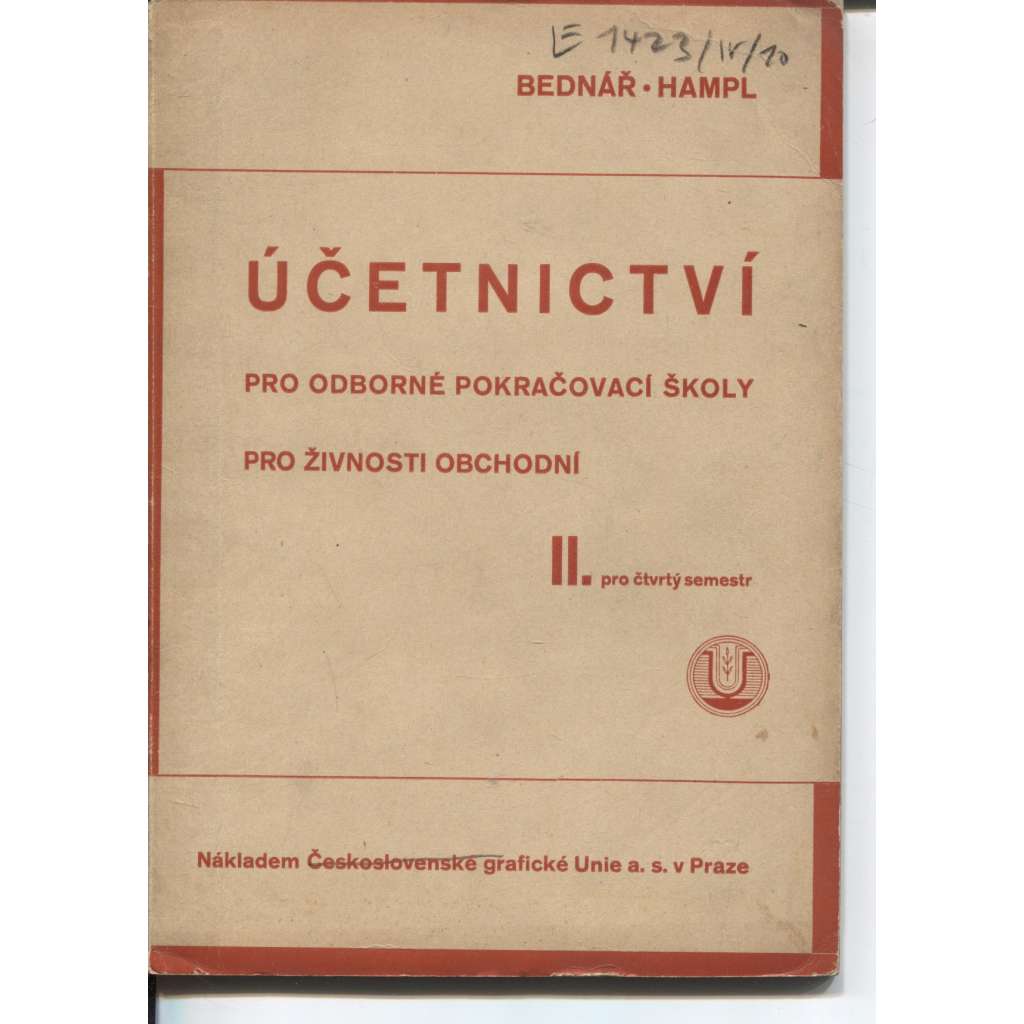 E 1423/IV/10
BEDNÁŘ • HAMPL
ÚČETNICTVÍ
PRO ODBORNÉ POKRAČOVACÍ ŠKOLY
PRO ŽIVNOSTI OBCHODNÍ
II. pro čtvrtý semestr
U
Nákladem Československé grafické Unie a. s. v Praze